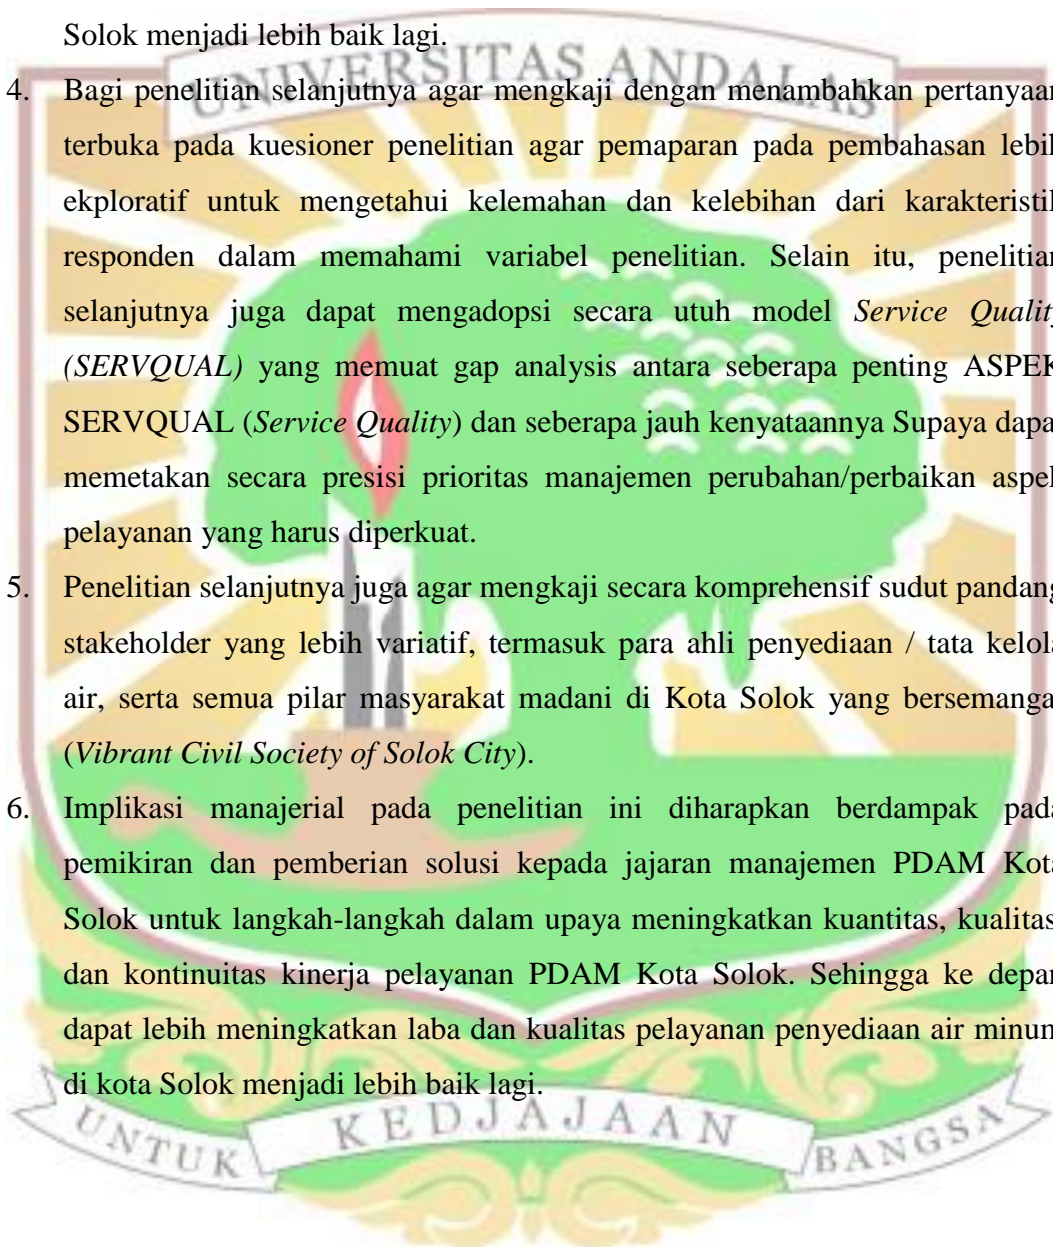 Solok menjadi lebih baik lagi.
UNIVERSITAS ANDALAS
4. Bagi penelitian selanjutnya agar mengkaji dengan menambahkan pertanyaan
terbuka pada kuesioner penelitian agar pemaparan pada pembahasan lebih
ekploratif untuk mengetahui kelemahan dan kelebihan dari karakteristik
responden dalam memahami variabel penelitian. Selain itu, penelitian
selanjutnya juga dapat mengadopsi secara utuh model Service Quality
(SERVQUAL) yang memuat gap analysis antara seberapa penting ASPEK
SERVQUAL (Service Quality) dan seberapa jauh kenyataannya Supaya dapa
memetakan secara presisi prioritas manajemen perubahan/perbaikan aspek
pelayanan yang harus diperkuat.
5. Penelitian selanjutnya juga agar mengkaji secara komprehensif sudut pandang
stakeholder yang lebih variatif, termasuk para ahli penyediaan / tata kelola
air, serta semua pilar masyarakat madani di Kota Solok yang bersemanga
(Vibrant Civil Society of Solok City).
6. Implikasi manajerial pada penelitian ini diharapkan berdampak pada
pemikiran dan pemberian solusi kepada jajaran manajemen PDAM Kota
Solok untuk langkah-langkah dalam upaya meningkatkan kuantitas, kualitas
dan kontinuitas kinerja pelayanan PDAM Kota Solok. Sehingga ke depan
dapat lebih meningkatkan laba dan kualitas pelayanan penyediaan air minum
di kota Solok menjadi lebih baik lagi.
UNTUK KEDJAJAAN BANGSA